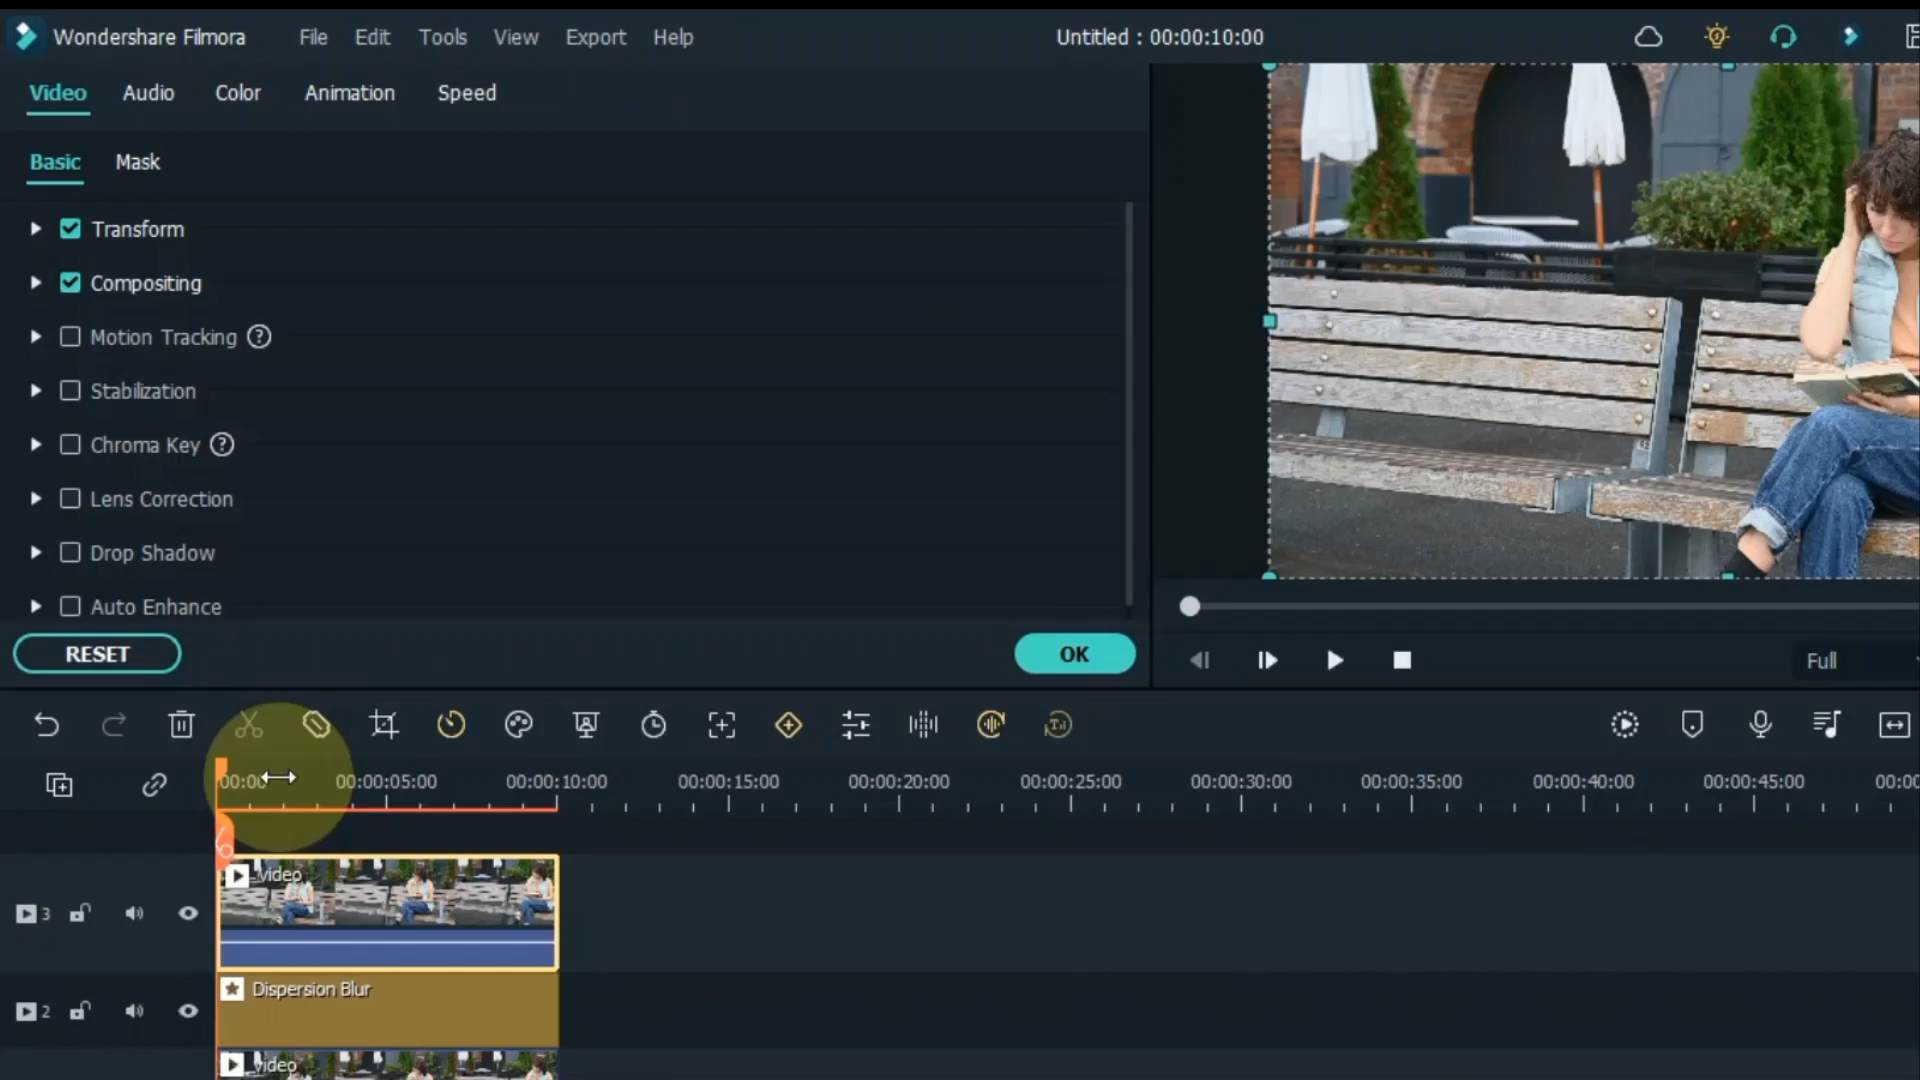 Wondershare Filmora File Edit Tools View Export Help Untitled : 00:00:10:00
Video Audio Color Animation Speed
Basic Mask
Transform
Compositing
Motion Tracking ?
Stabilization
Chroma Key ?
Lens Correction
Drop Shadow
Auto Enhance
RESET OK
Full
00:00 00:00:05:00 00:00:10:00 00:00:15:00 00:00:20:00 00:00:25:00 00:00:30:00 00:00:35:00 00:00:40:00 00:00:45:00 00:00
video
3
Dispersion Blur
2
video